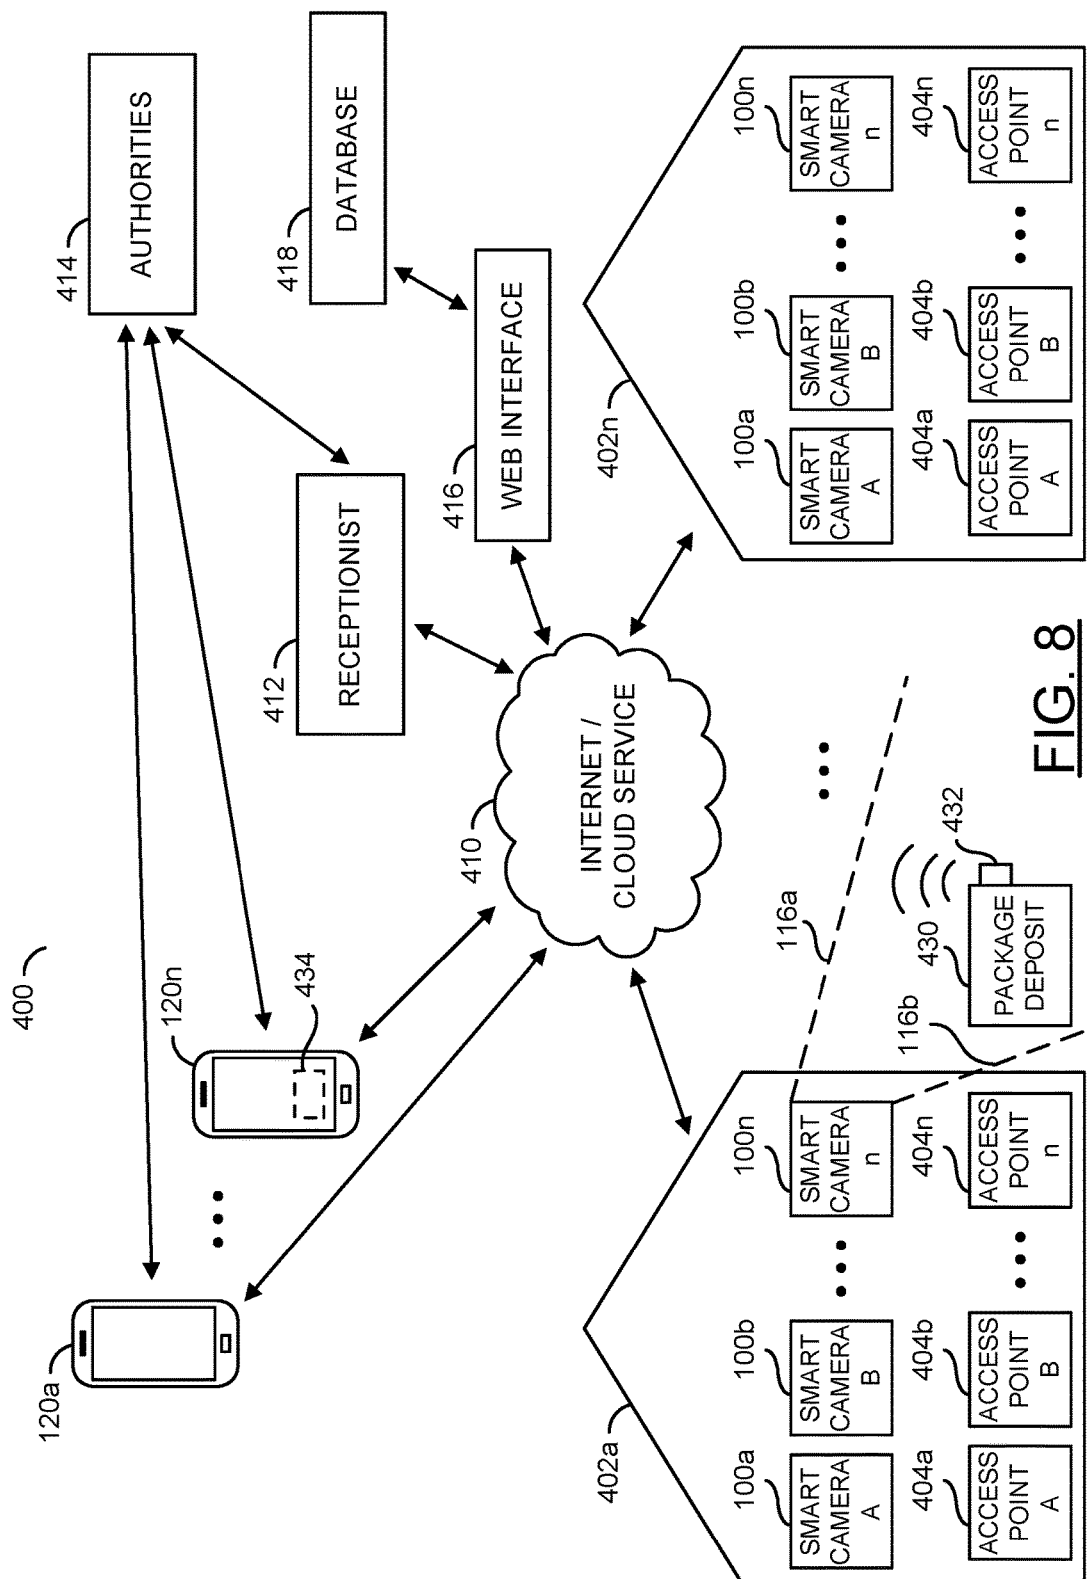 400
120a
120n
434
414
AUTHORITIES
412
RECEPTIONIST
418
DATABASE
416
WEB INTERFACE
410
INTERNET /
CLOUD SERVICE
402a
100a
SMART
CAMERA
A
100b
SMART
CAMERA
B
100n
SMART
CAMERA
n
404a
ACCESS
POINT
A
404b
ACCESS
POINT
B
404n
ACCESS
POINT
n
116a
116b
430
432
PACKAGE
DEPOSIT
402n
100a
SMART
CAMERA
A
100b
SMART
CAMERA
B
100n
SMART
CAMERA
n
404a
ACCESS
POINT
A
404b
ACCESS
POINT
B
404n
ACCESS
POINT
n
FIG. 8